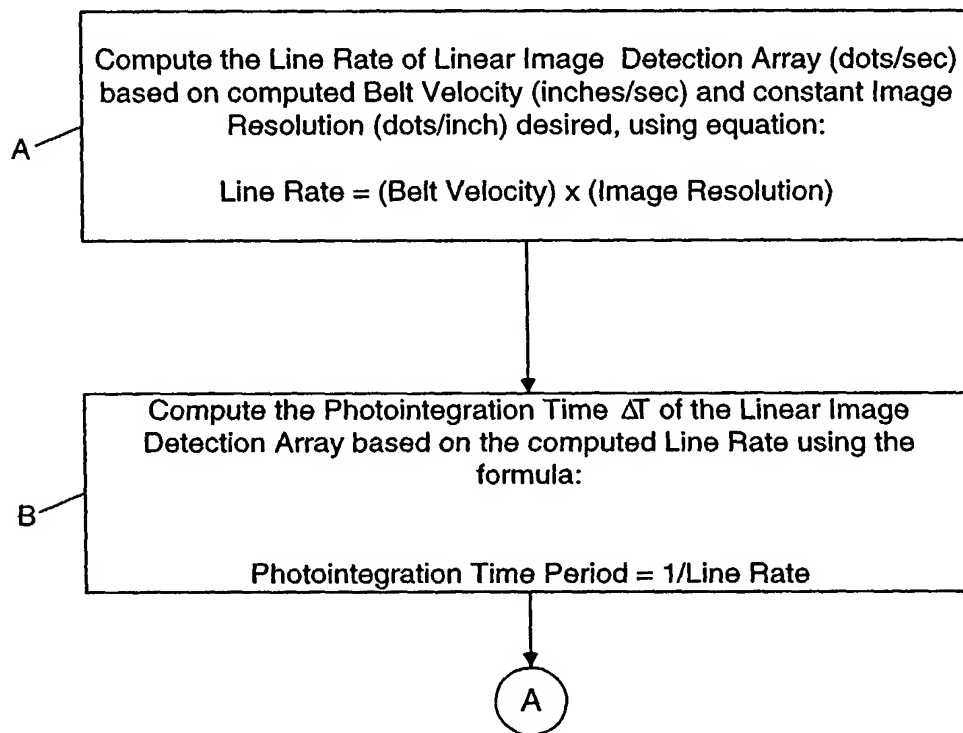 Compute the Line Rate of Linear Image Detection Array (dots/sec)
based on computed Belt Velocity (inches/sec) and constant Image
Resolution (dots/inch) desired, using equation:
A
Line Rate = (Belt Velocity) x (Image Resolution)
Compute the Photointegration Time ΔT of the Linear Image
Detection Array based on the computed Line Rate using the
formula:
B
Photointegration Time Period = 1/Line Rate
A